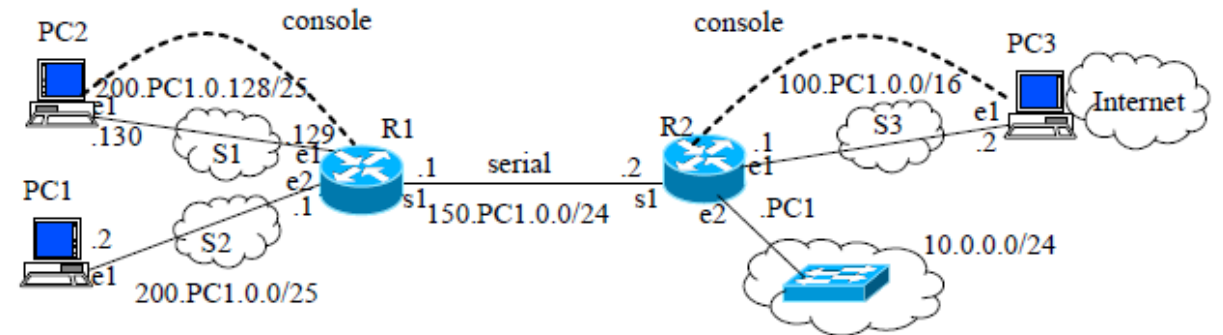 console
PC2
200.PC1.0.128/25
e1
.130
S1
.129
e1
R1
PC1
e2
.1
.2
e1
S2
200.PC1.0.0/25
.1
serial
.2
s1
s1
150.PC1.0.0/24
console
PC3
100.PC1.0.0/16
Internet
R2
S3
e1
.1
e1
.2
e2
.PC1
10.0.0.0/24